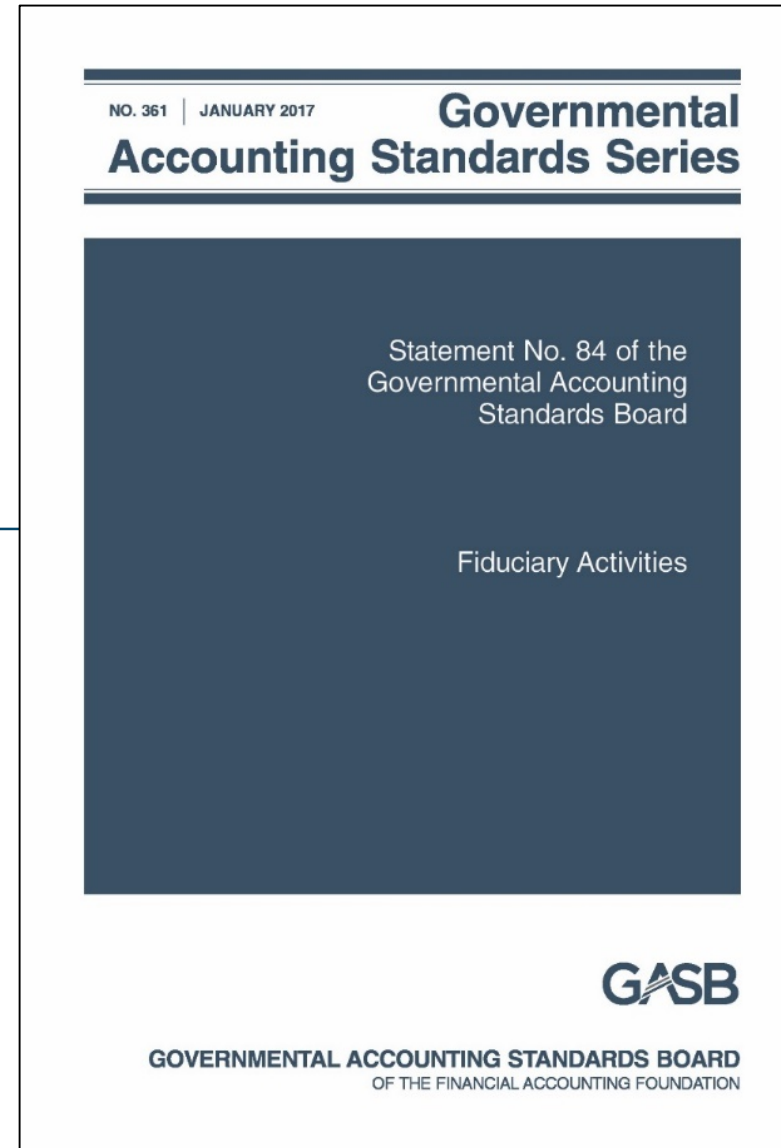 NO. 361 | JANUARY 2017
Governmental
Accounting Standards Series
Statement No. 84 of the
Governmental Accounting
Standards Board
Fiduciary Activities
GASB
GOVERNMENTAL ACCOUNTING STANDARDS BOARD
OF THE FINANCIAL ACCOUNTING FOUNDATION